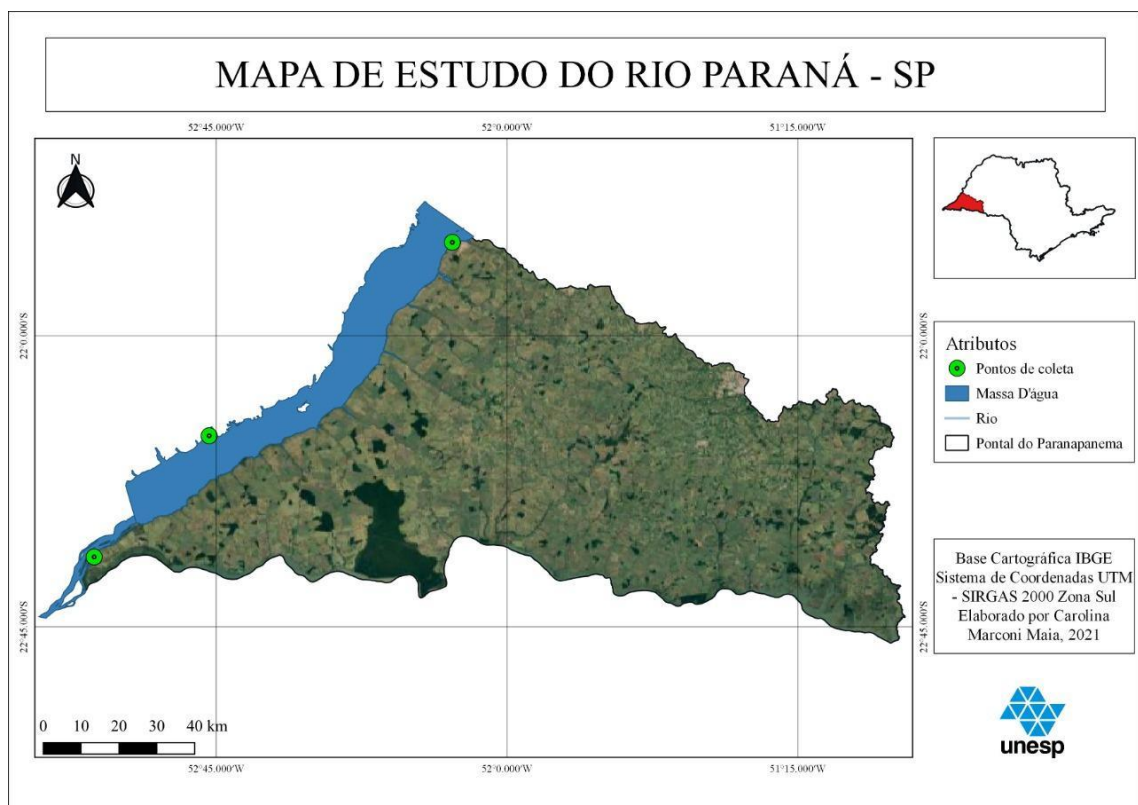 MAPA DE ESTUDO DO RIO PARANÁ - SP
52°45.000'W
52°0.000'W
51°15.000'W
N
22°0.000'S
22°0.000'S
22°45.000'S
22°45.000'S
0 10 20 30 40 km
52°45.000'W
52°0.000'W
51°15.000'W
Atributos
Pontos de coleta
Massa D'água
Rio
Pontal do Paranapanema
Base Cartográfica IBGE
Sistema de Coordenadas UTM
- SIRGAS 2000 Zona Sul
Elaborado por Carolina
Marconi Maia, 2021
unesp